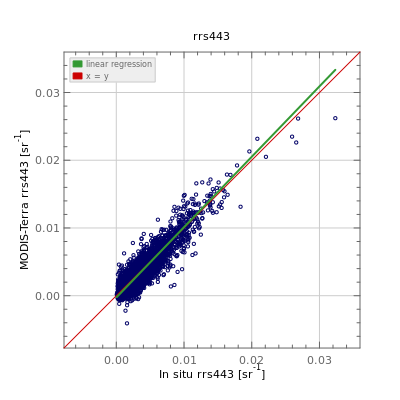 rrs443
linear regression
x = y
MODIS-Terra rrs443 [sr⁻¹]
0.03
0.02
0.01
0.00
0.00 0.01 0.02 0.03
In situ rrs443 [sr⁻¹]